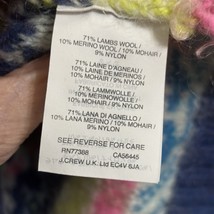 71% LAMBS WOOL /
10% MERINO WOOL / 10% MOHAIR /
9% NYLON
71% LAINE D'AGNEAU /
10% LAINE DE MERINOS /
10% MOHAIR / 9% NYLON
71% LAMMWOLLE /
10% MERINOWOLLE /
10% MOHAIR / 9% NYLON
71% LANA DI AGNELLO /
10% LANA MERINO / 10% MOHAIR /
9% NYLON
SEE REVERSE FOR CARE
RN77388 CA56445
J.CREW U.K. Ltd EC4V 6JA